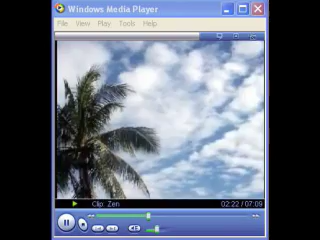 Windows Media Player
File View Play Tools Help
Clip: Zen 02:22 / 07:09